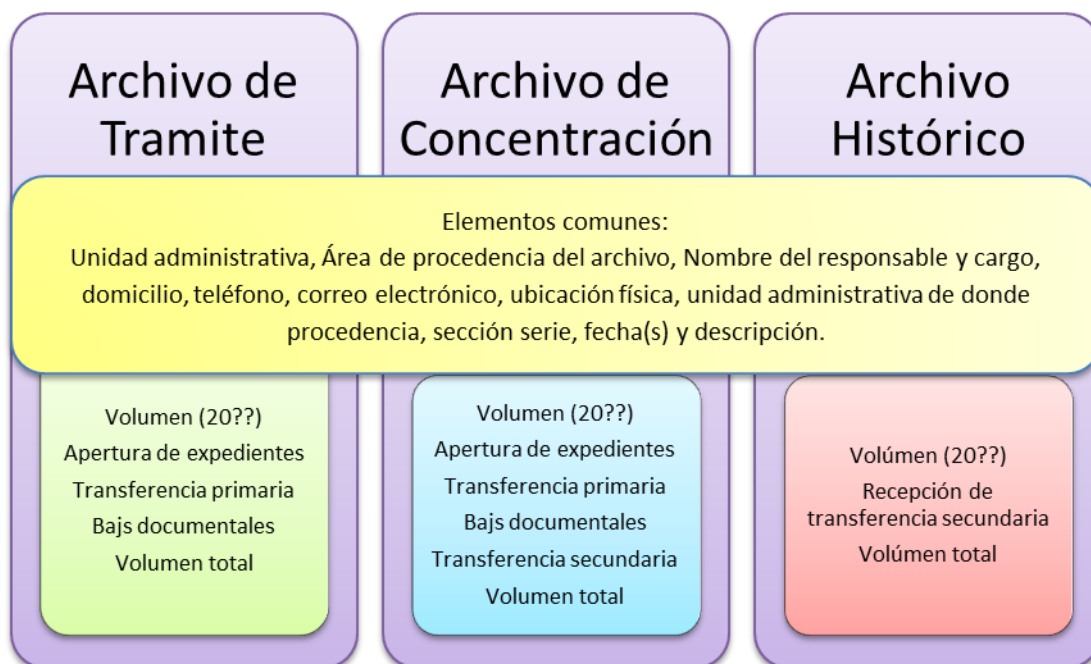 Archivo de
Tramite
Archivo de
Concentración
Archivo
Histórico
Elementos comunes:
Unidad administrativa, Área de procedencia del archivo, Nombre del responsable y cargo,
domicilio, teléfono, correo electrónico, ubicación física, unidad administrativa de donde
procedencia, sección serie, fecha(s) y descripción.
Volumen (20??)
Apertura de expedientes
Transferencia primaria
Bajs documentales
Volumen total
Volumen (20??)
Apertura de expedientes
Transferencia primaria
Bajs documentales
Transferencia secundaria
Volumen total
Volúmen (20??)
Recepción de
transferencia secundaria
Volúmen total